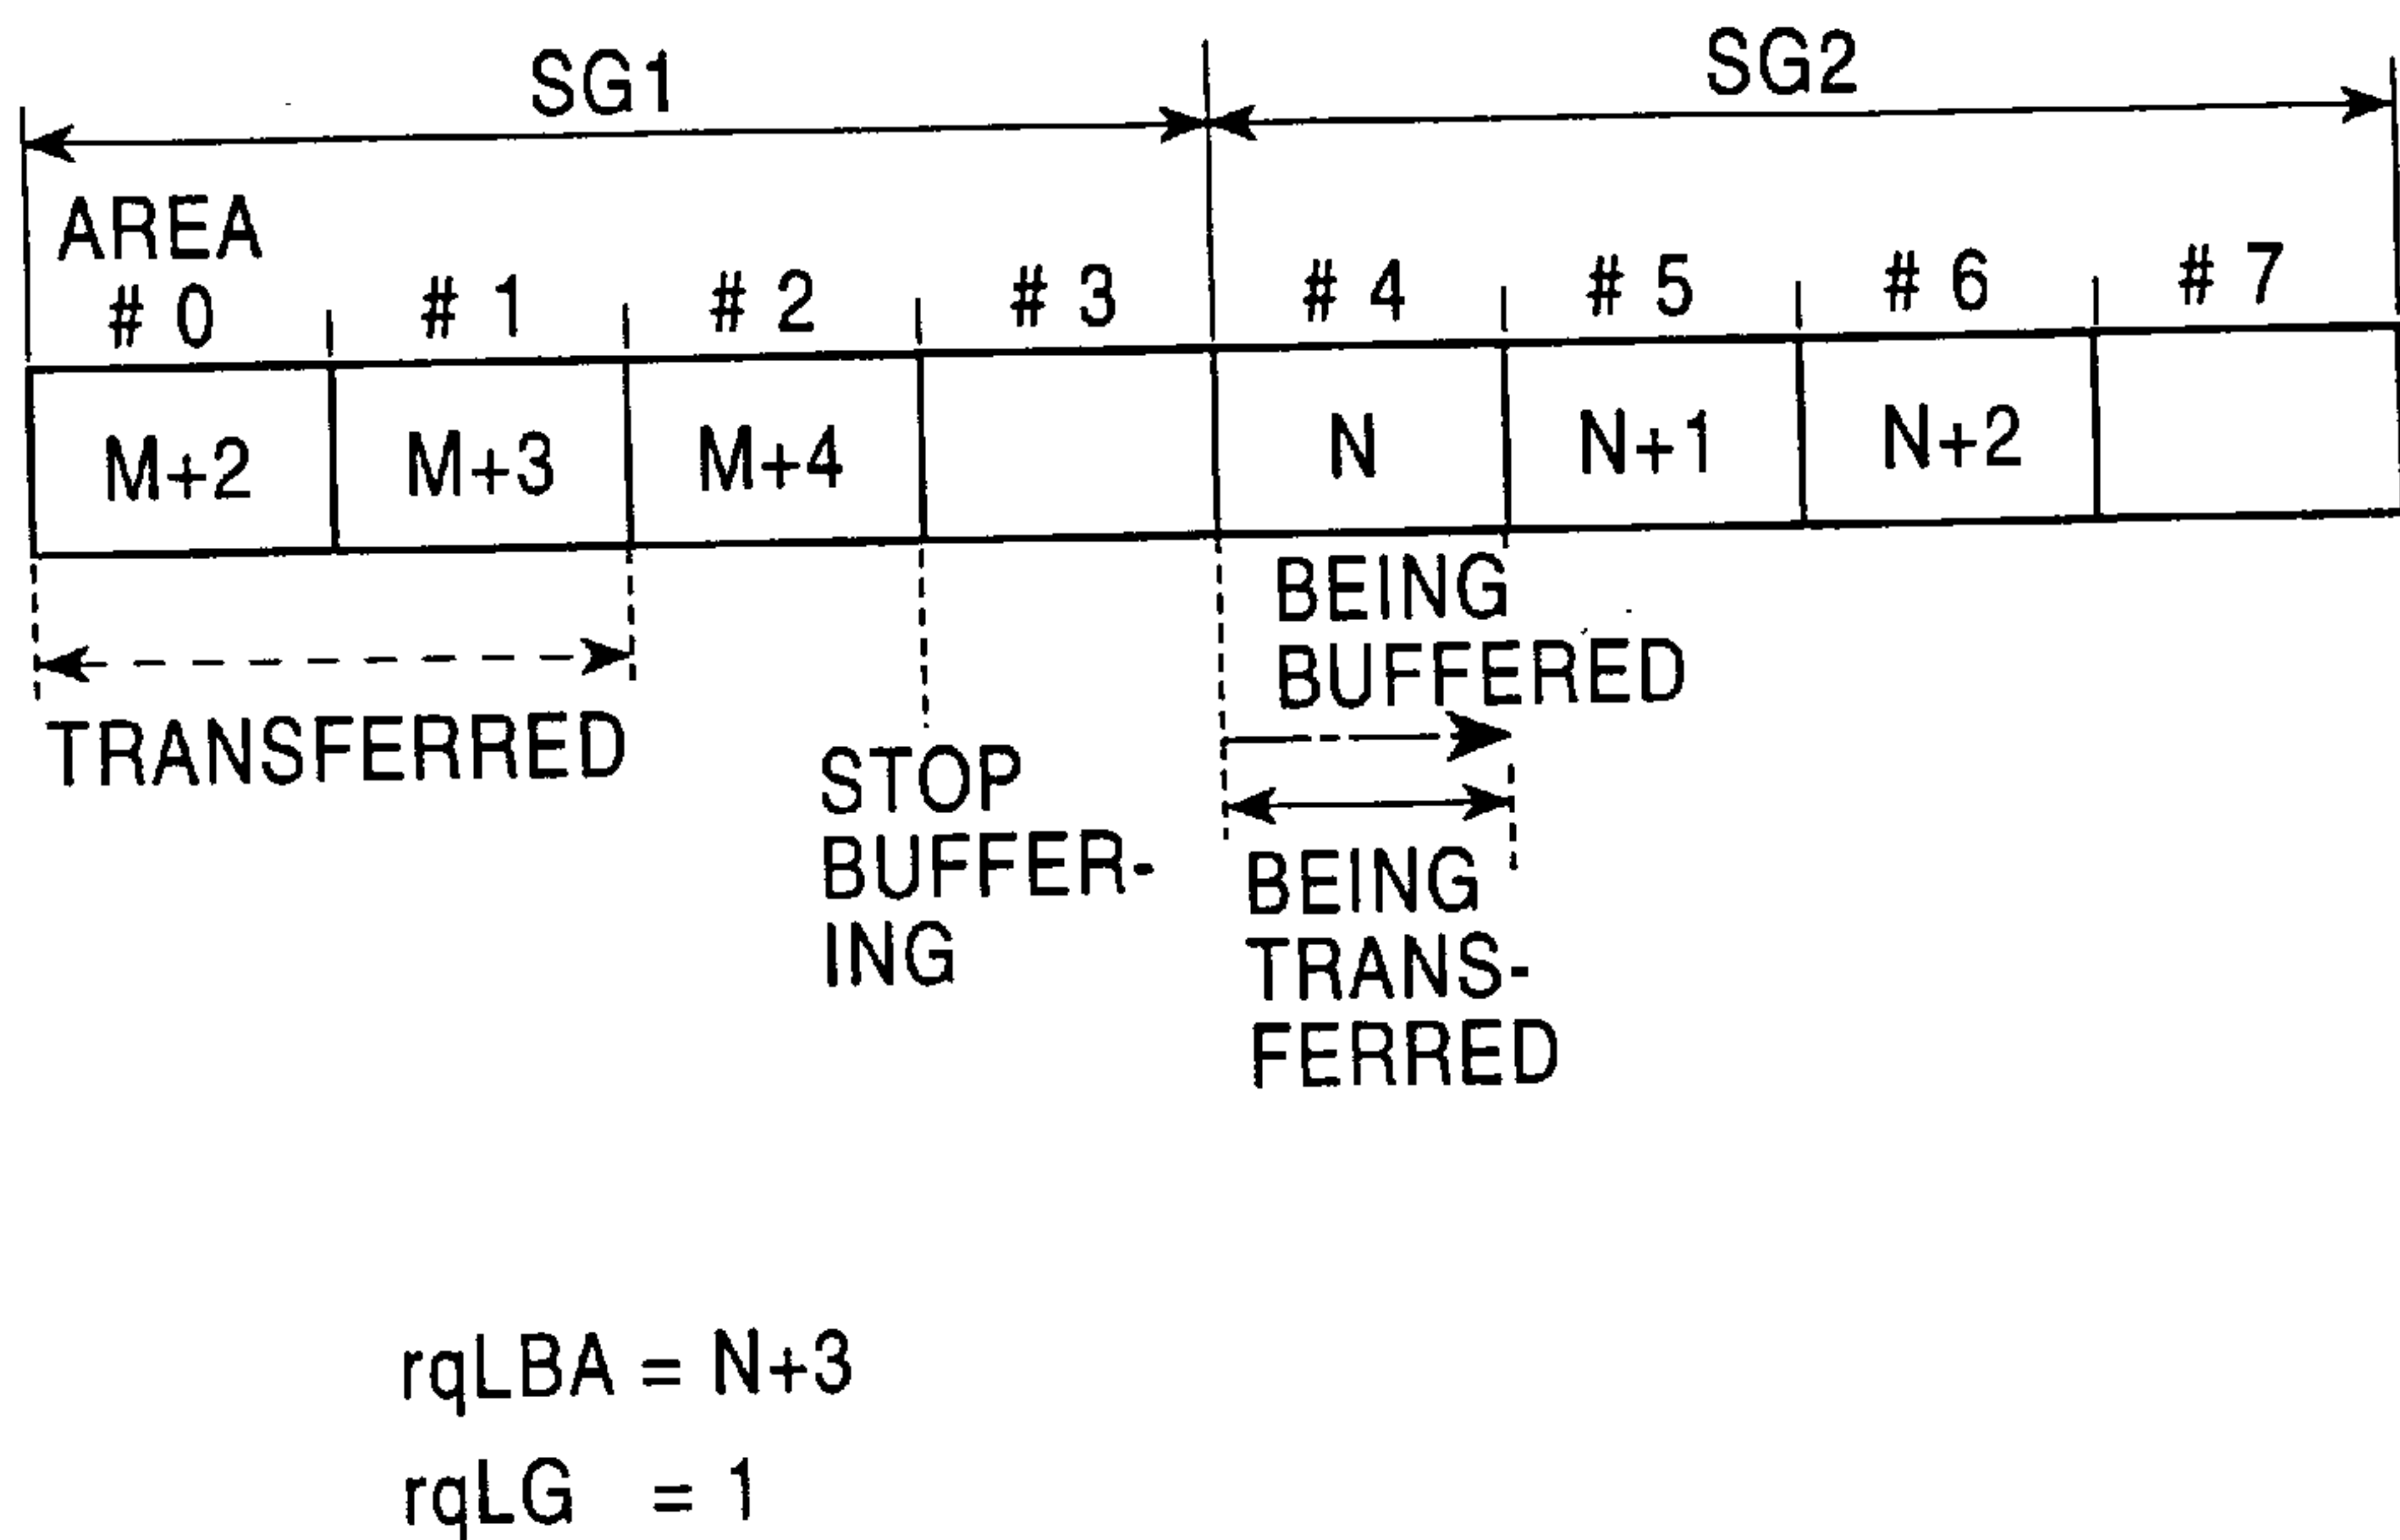 SG1 SG2
AREA
# 0 # 1 # 2 # 3 # 4 # 5 # 6 # 7
M+2 M+3 M+4 N N+1 N+2
TRANSFERRED
STOP
BUFFER-
ING
BEING
BUFFERED
BEING
TRANS-
FERRED
rqLBA = N+3
rqLG = 1